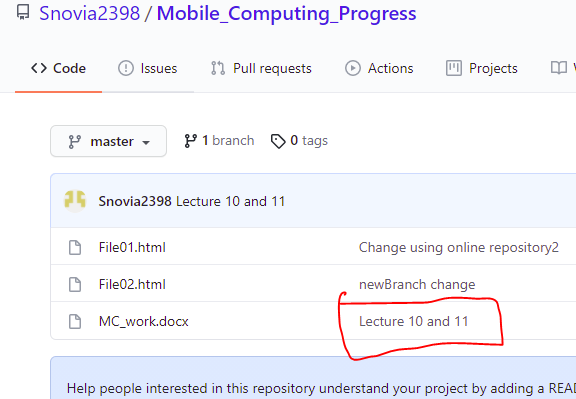 Snovia2398 / Mobile_Computing_Progress
Code Issues Pull requests Actions Projects
master 1 branch 0 tags
Snovia2398 Lecture 10 and 11
File01.html Change using online repository2
File02.html newBranch change
MC_work.docx Lecture 10 and 11
Help people interested in this repository understand your project by adding a READ